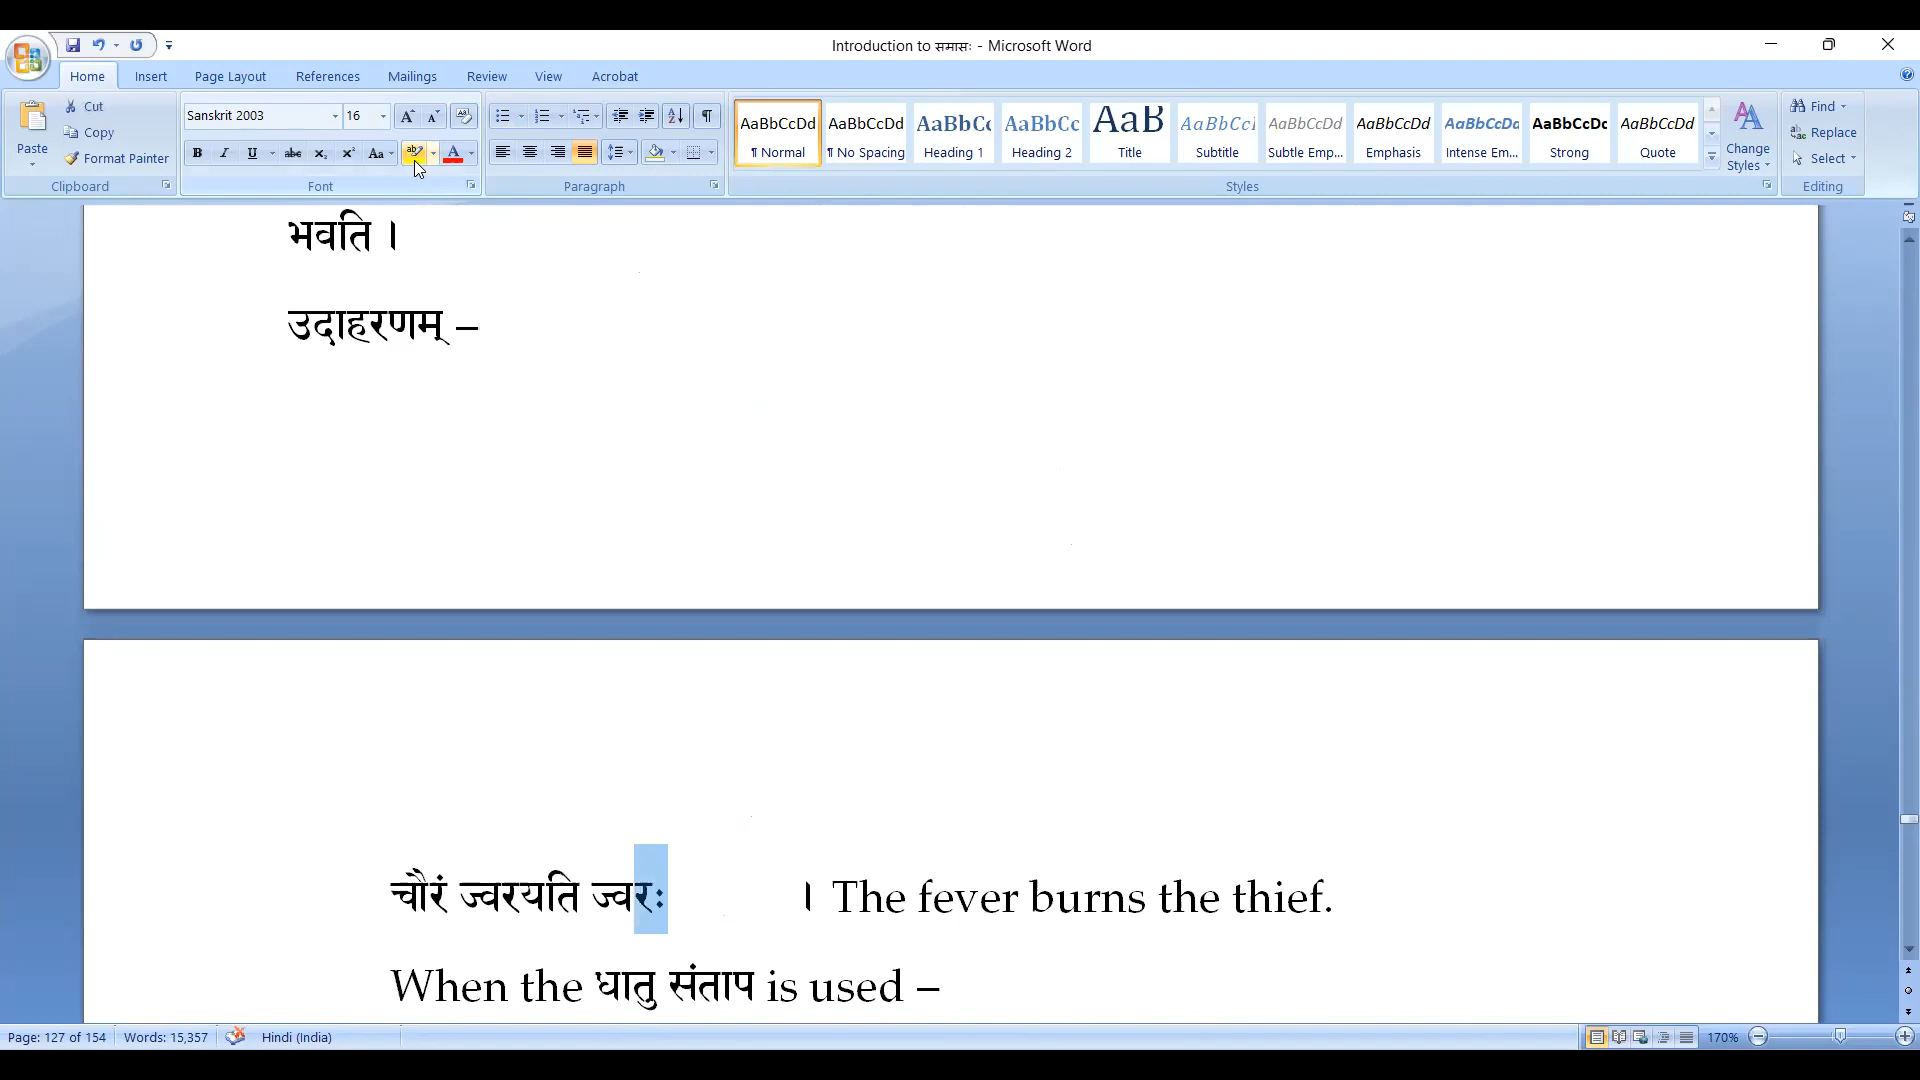 Introduction to समासः - Microsoft Word
Home Insert Page Layout References Mailings Review View Acrobat
Paste
Cut
Copy
Format Painter
Clipboard
Sanskrit 2003 16
Font
Paragraph
AaBbCcDd AaBbCcDd AaBbCc AaBbCc AaB AaBbCcI AaBbCcDd AaBbCcDd AaBbCcDd AaBbCcDc AaBbCcDd
¶ Normal ¶ No Spacing Heading 1 Heading 2 Title Subtitle Subtle Emp... Emphasis Intense Em... Strong Quote
Change Styles
Styles
Find
Replace
Select
Editing
भवति ।
उदाहरणम् –
चौरं ज्वरयति ज्वरः । The fever burns the thief.
When the धातु संताप is used –
Page: 127 of 154 Words: 15,357 Hindi (India) 170%